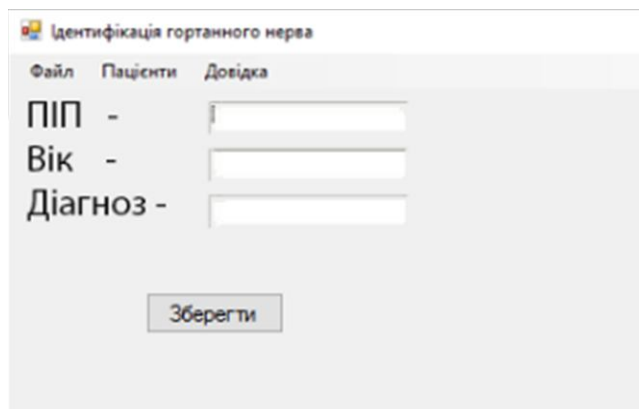 Ідентифікація гортанного нерва
Файл Пацієнти Довідка
ПІП -
Вік -
Діагноз -
Зберегти